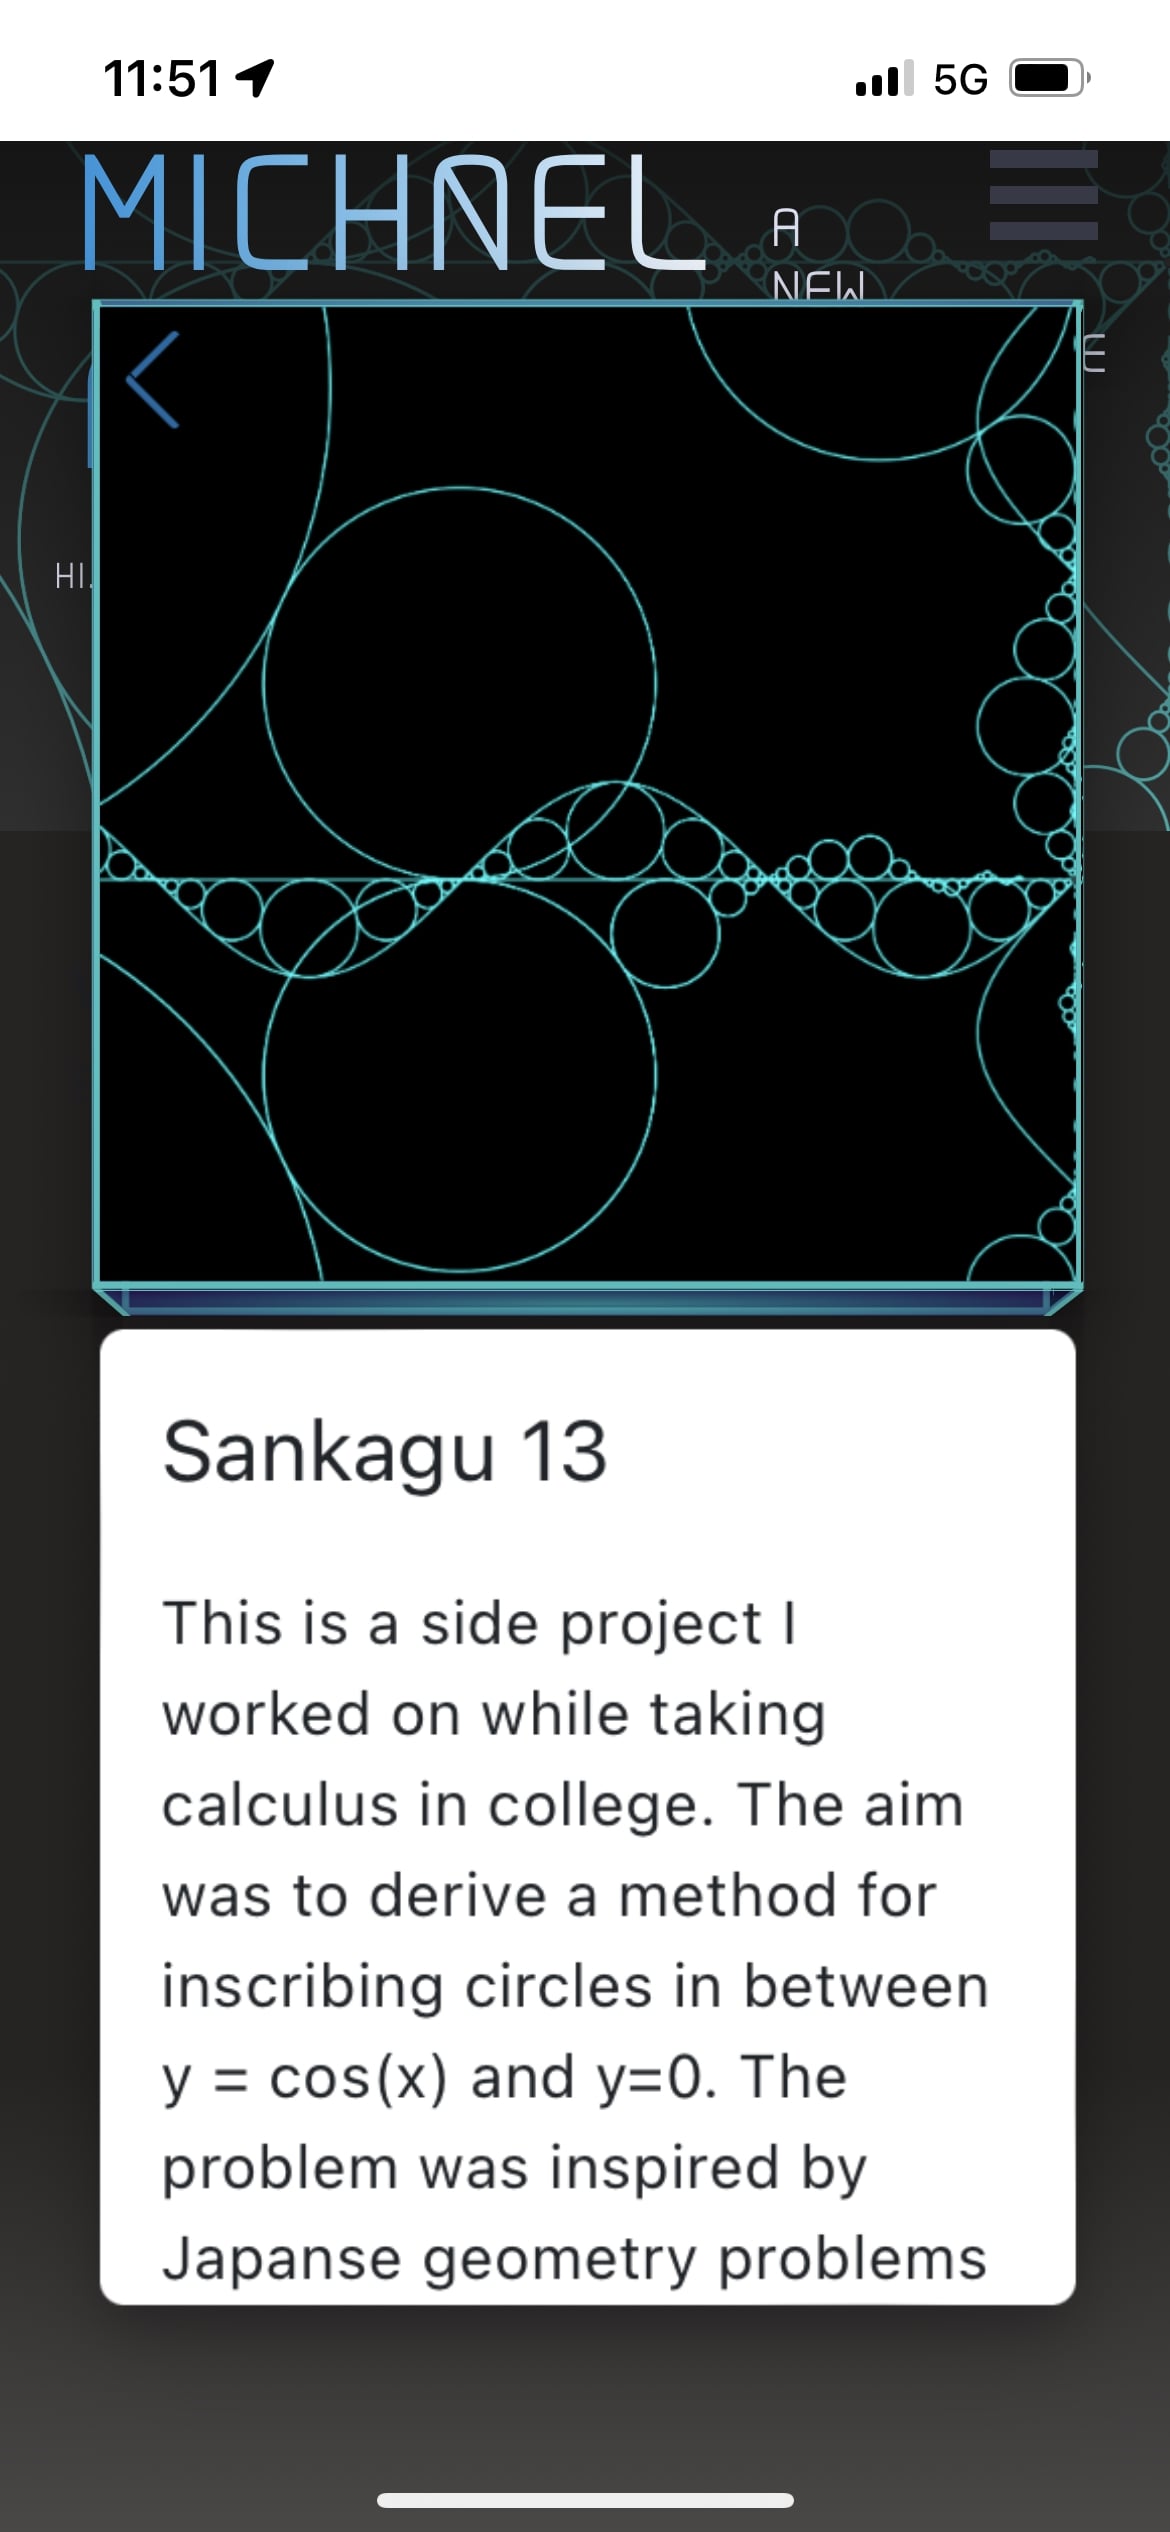 11:51
5G
MICHAEL
A
NEW
E
HI.
Sankagu 13
This is a side project I
worked on while taking
calculus in college. The aim
was to derive a method for
inscribing circles in between
y = cos(x) and y=0. The
problem was inspired by
Japanse geometry problems